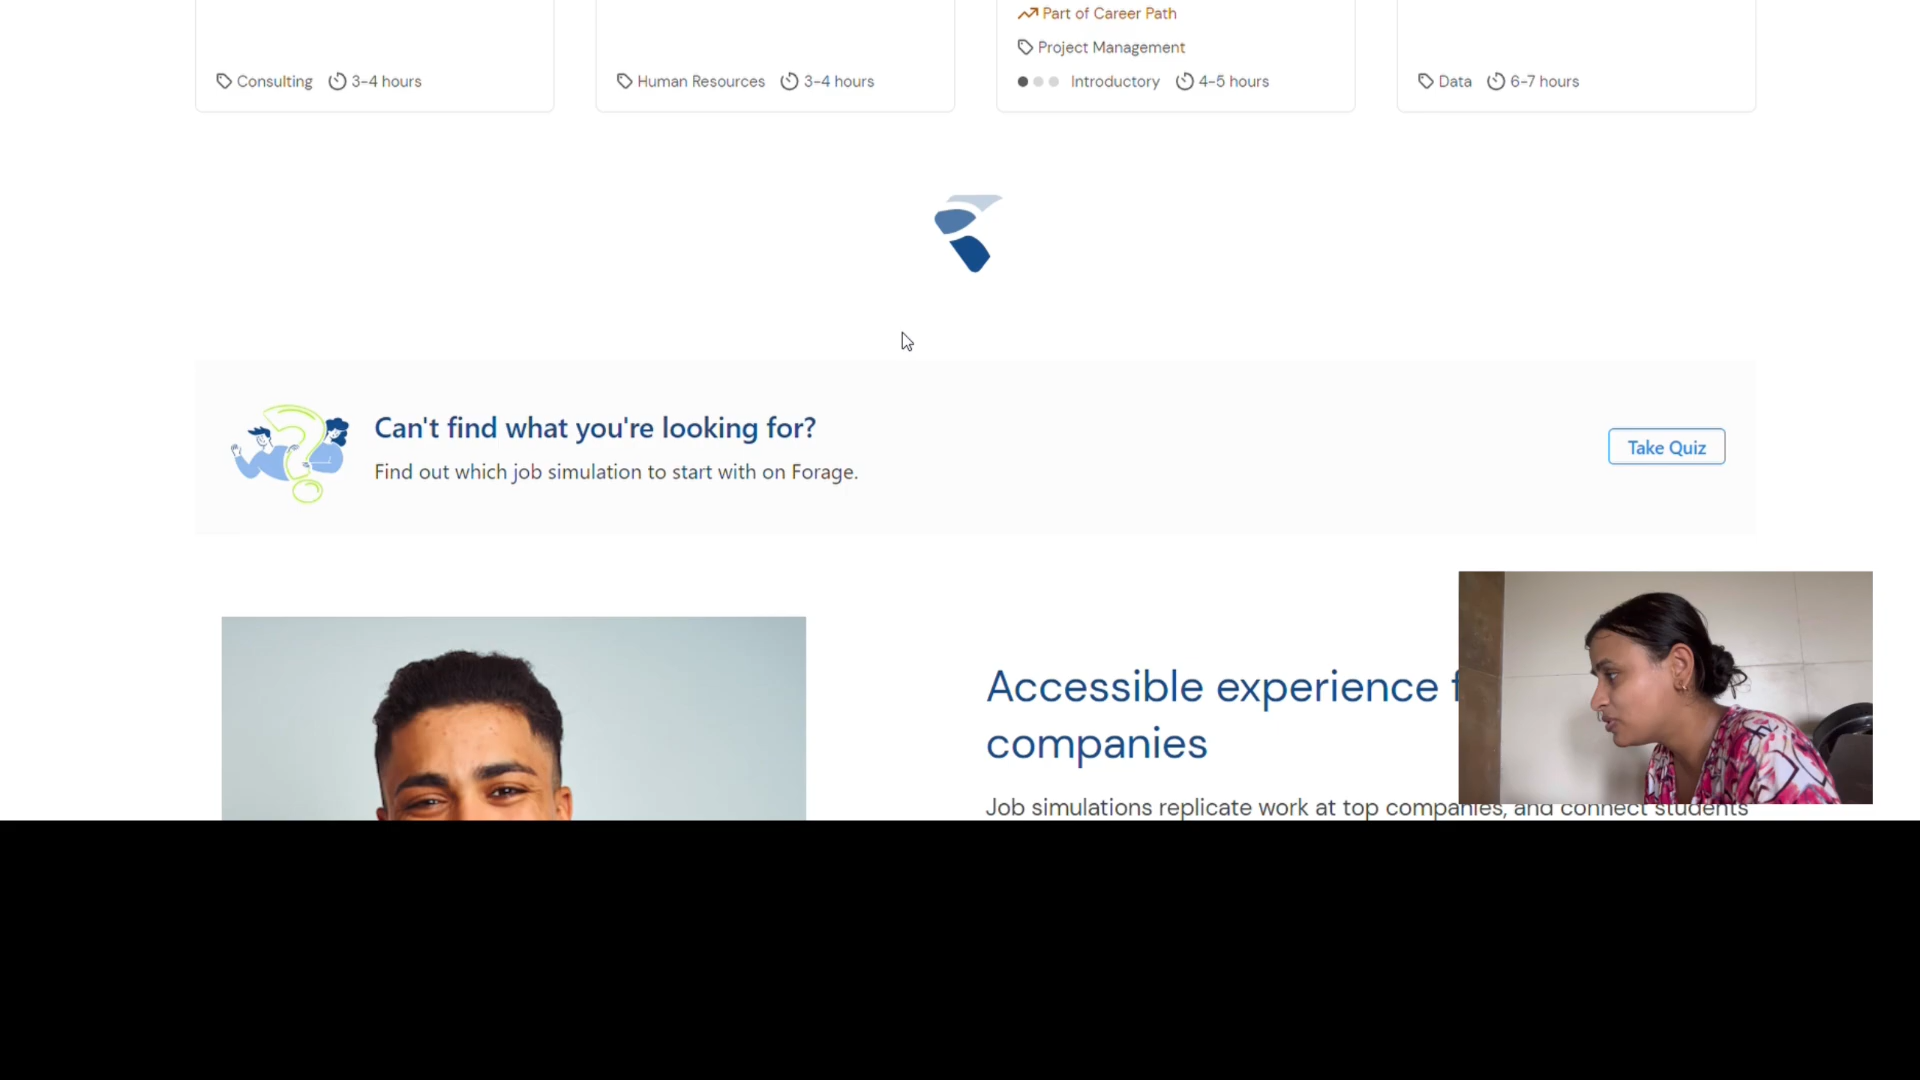 Part of Career Path
Project Management
Consulting 3-4 hours
Human Resources 3-4 hours
Introductory 4-5 hours
Data 6-7 hours
Can't find what you're looking for?
Find out which job simulation to start with on Forage.
Take Quiz
Accessible experience
companies
Job simulations replicate work at top companies, and connect students